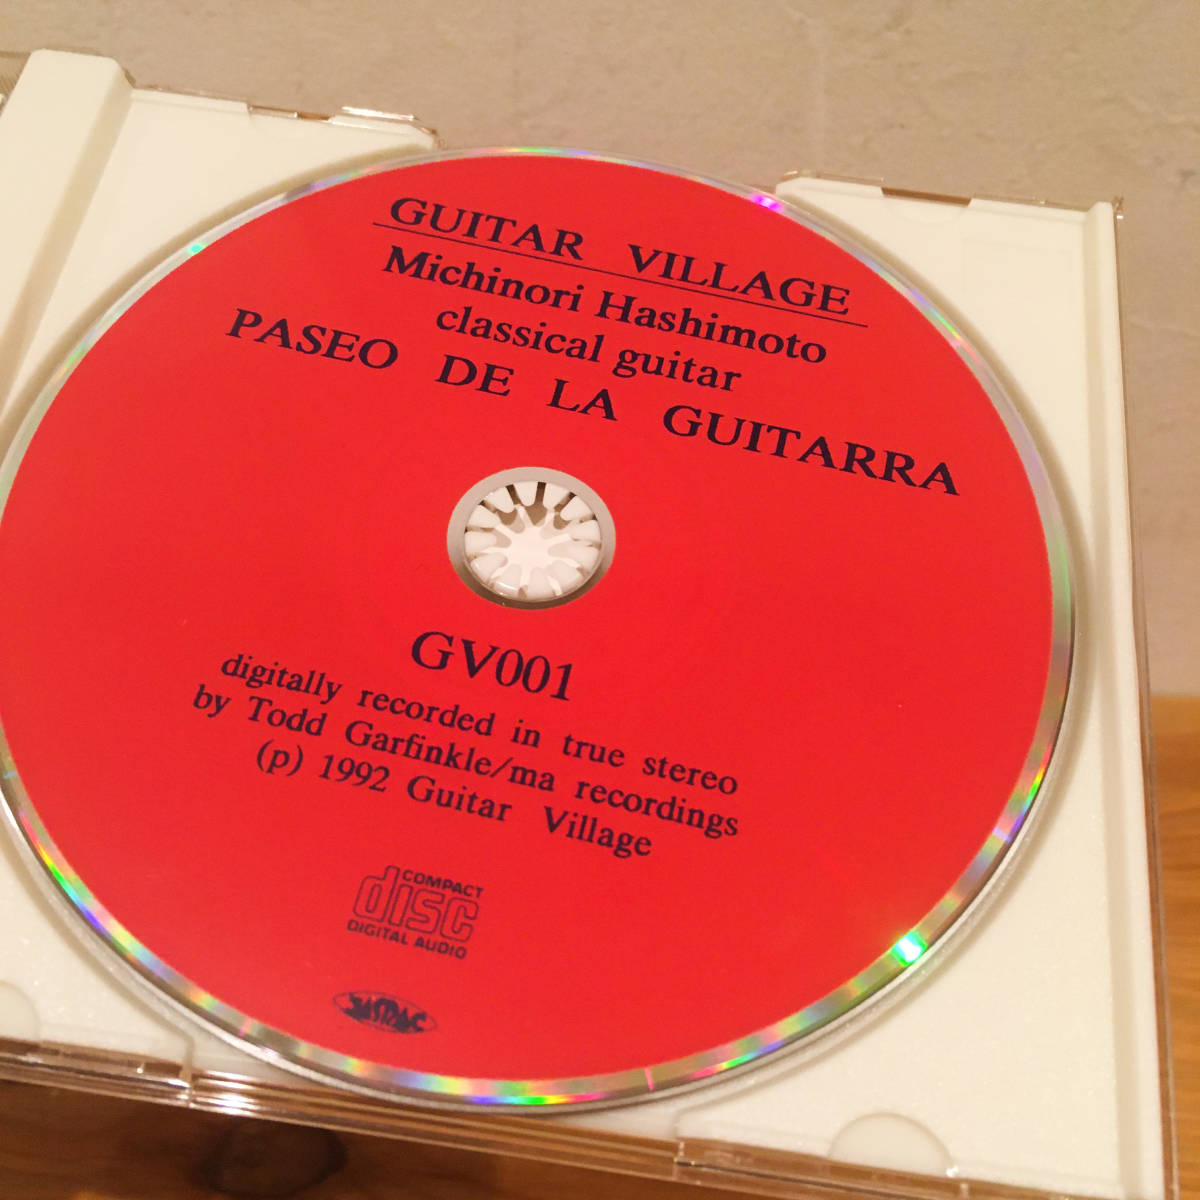 GUITAR VILLAGE
Michinori Hashimoto
classical guitar
PASEO DE LA GUITARRA
GV001
digitally recorded in true stereo
by Todd Garfinkle/ma recordings
(p) 1992 Guitar Village
COMPACT
disc
DIGITAL AUDIO
JASRAC